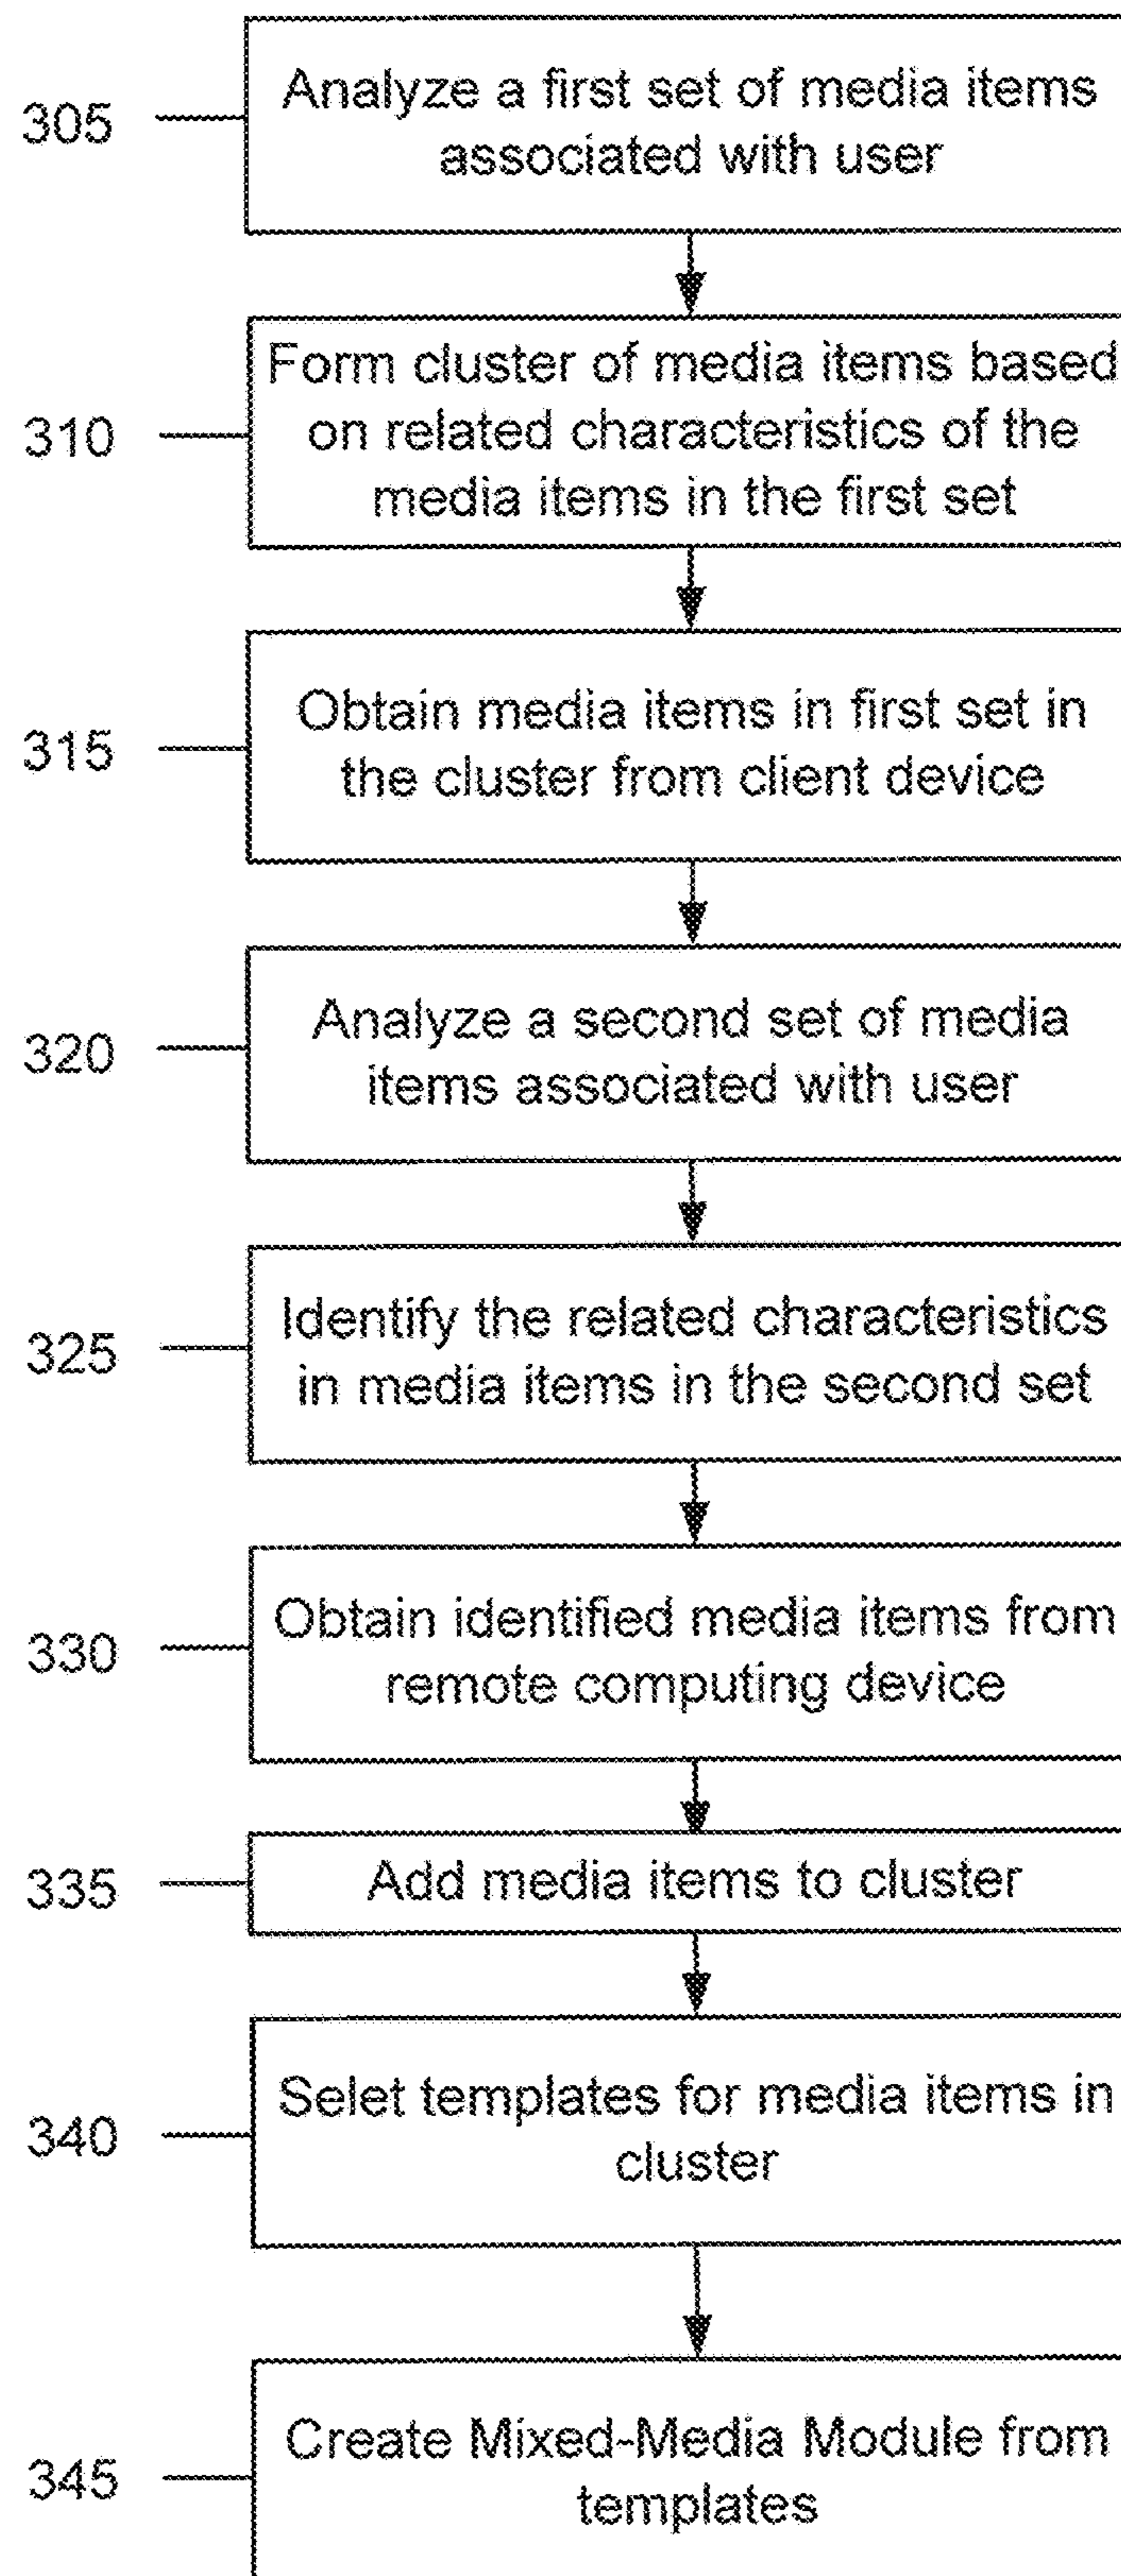 305
Analyze a first set of media items
associated with user
310
Form cluster of media items based
on related characteristics of the
media items in the first set
315
Obtain media items in first set in
the cluster from client device
320
Analyze a second set of media
items associated with user
325
Identify the related characteristics
in media items in the second set
330
Obtain identified media items from
remote computing device
335
Add media items to cluster
340
Selet templates for media items in
cluster
345
Create Mixed-Media Module from
templates